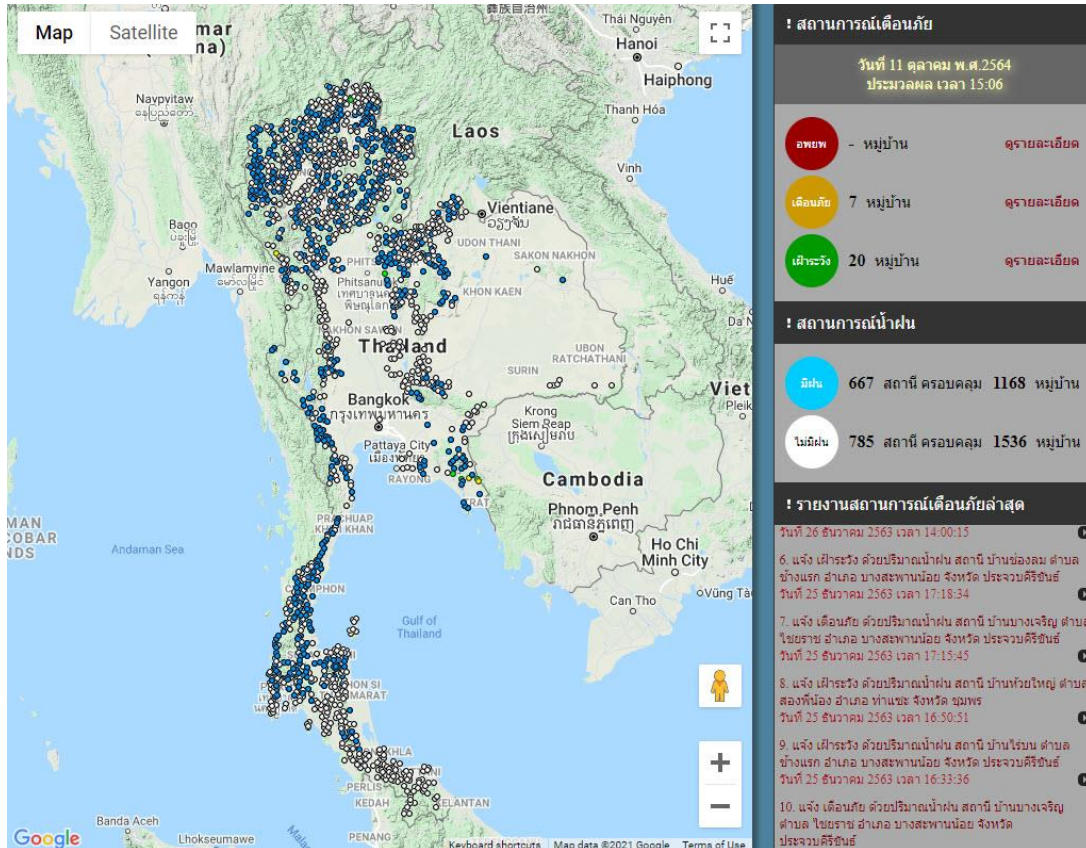 Map
Satellite
Thái Nguyên
Hanoi
Haiphong
Naypyitaw
နေပြည်တော်
Thanh Hóa
Laos
Vinh
Vientiane
ວຽງຈັນ
Bago
UDON THANI
SAKON NAKHON
Mawlamyine
Yangon
ရန်ကုန်
Huế
KHON KAEN
Thailand
UBON
RATCHATHANI
SURIN
Viet
Bangkok
กรุงเทพมหานคร
Krong
Siem Reap
Pattaya City
RAYONG
TRAT
Cambodia
Phnom Penh
PRACHUAP
KHIRI KHAN
Ho Chi
Minh City
Andaman Sea
Can Tho
Gulf of
Thailand
PERLIS
KEDAH
KELANTAN
Banda Aceh
Lhokseumawe
PENANG
Google
Keyboard shortcuts
Map data ©2021 Google
Terms of Use
! สถานการณ์เตือนภัย
วันที่ 11 ตุลาคม พ.ศ.2564
ประมวลผล เวลา 15:06
อพยพ - หมู่บ้าน ดูรายละเอียด
เตือนภัย 7 หมู่บ้าน ดูรายละเอียด
เฝ้าระวัง 20 หมู่บ้าน ดูรายละเอียด
! สถานการณ์น้ำฝน
มีฝน 667 สถานี ครอบคลุม 1168 หมู่บ้าน
ไม่มีฝน 785 สถานี ครอบคลุม 1536 หมู่บ้าน
! รายงานสถานการณ์เตือนภัยล่าสุด
วันที่ 26 ธันวาคม 2563 เวลา 14:00:15
6. แจ้ง เฝ้าระวัง ด้วยปริมาณน้ำฝน สถานี บ้านช่องลม ตำบล
ช้างแรก อำเภอ บางสะพานน้อย จังหวัด ประจวบคีรีขันธ์
วันที่ 25 ธันวาคม 2563 เวลา 17:18:34
7. แจ้ง เตือนภัย ด้วยปริมาณน้ำฝน สถานี บ้านบางเจริญ ตำบล
ไชยราช อำเภอ บางสะพานน้อย จังหวัด ประจวบคีรีขันธ์
วันที่ 25 ธันวาคม 2563 เวลา 17:15:45
8. แจ้ง เฝ้าระวัง ด้วยปริมาณน้ำฝน สถานี บ้านห้วยใหญ่ ตำบล
สองพี่น้อง อำเภอ ท่าแซะ จังหวัด ชุมพร
วันที่ 25 ธันวาคม 2563 เวลา 16:50:51
9. แจ้ง เฝ้าระวัง ด้วยปริมาณน้ำฝน สถานี บ้านไร่บน ตำบล
ช้างแรก อำเภอ บางสะพานน้อย จังหวัด ประจวบคีรีขันธ์
วันที่ 25 ธันวาคม 2563 เวลา 16:33:36
10. แจ้ง เตือนภัย ด้วยปริมาณน้ำฝน สถานี บ้านบางเจริญ
ตำบล ไชยราช อำเภอ บางสะพานน้อย จังหวัด
ประจวบคีรีขันธ์